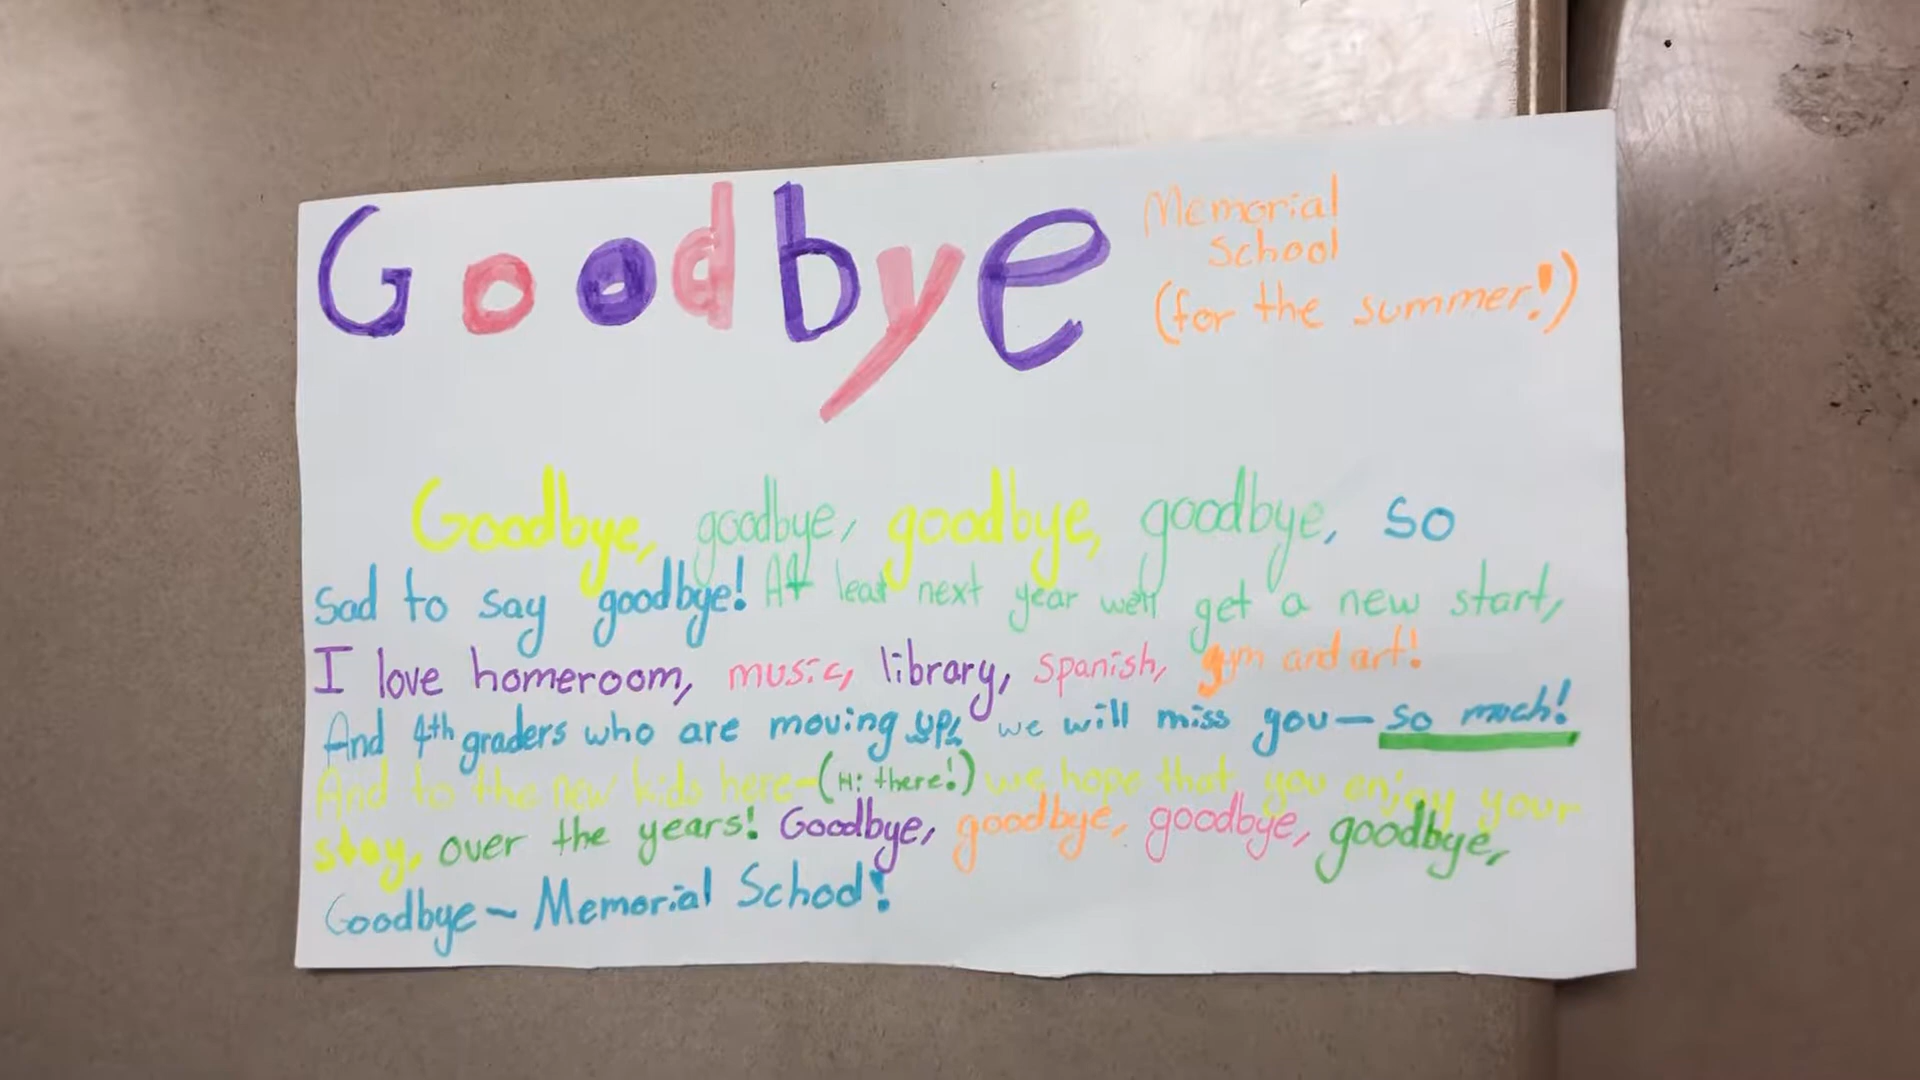 Goodbye
Memorial
School
(for the summer!)
Goodbye, goodbye, goodbye, goodbye, so
sad to say goodbye! At least next year we'll get a new start,
I love homeroom, music, library, Spanish, gym and art!
And 4th graders who are moving up, we will miss you— so much!
And to the new kids here—(Hi there!) we hope that you enjoy your
stay, over the years! Goodbye, goodbye, goodbye, goodbye,
Goodbye ~ Memorial School!